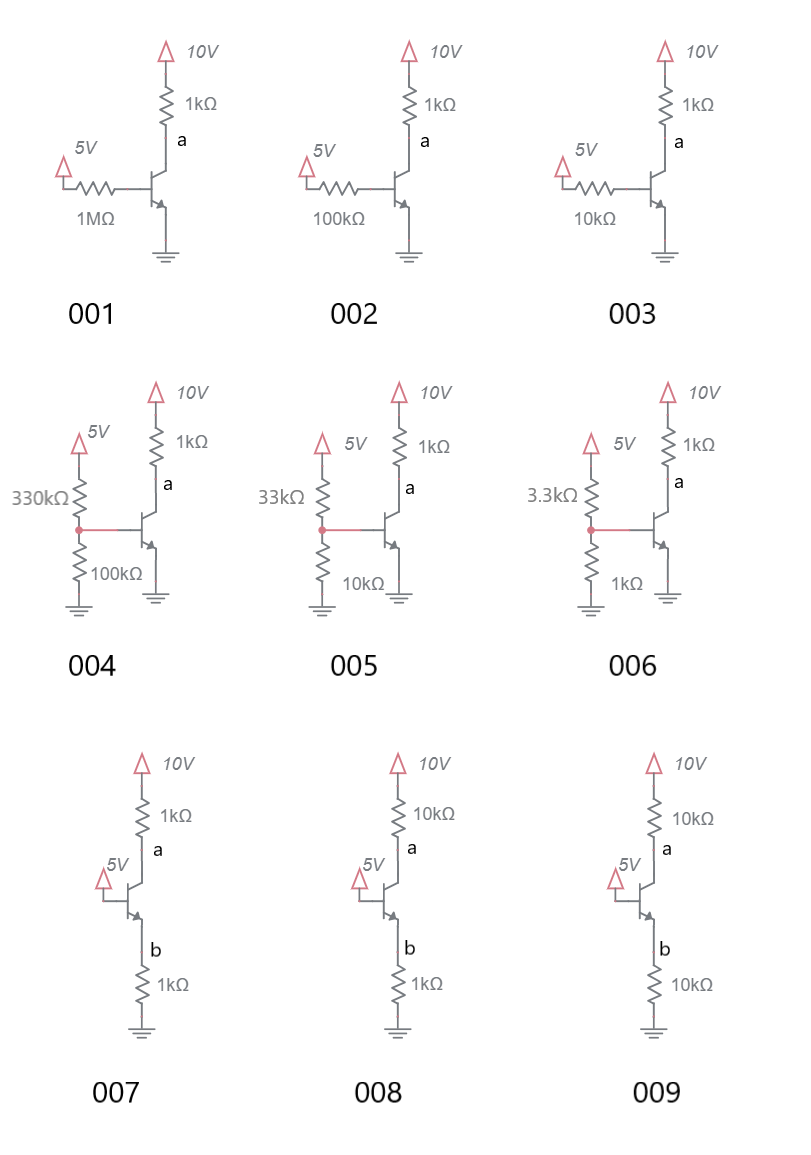 10V 10V 10V
1kΩ 1kΩ 1kΩ
a a a
5V 5V 5V
1MΩ 100kΩ 10kΩ
001 002 003
10V 10V 10V
5V 1kΩ 5V 1kΩ 5V 1kΩ
a a a
330kΩ 33kΩ 3.3kΩ
100kΩ 10kΩ 1kΩ
004 005 006
10V 10V 10V
1kΩ 10kΩ 10kΩ
a a a
5V 5V 5V
b b b
1kΩ 1kΩ 10kΩ
007 008 009